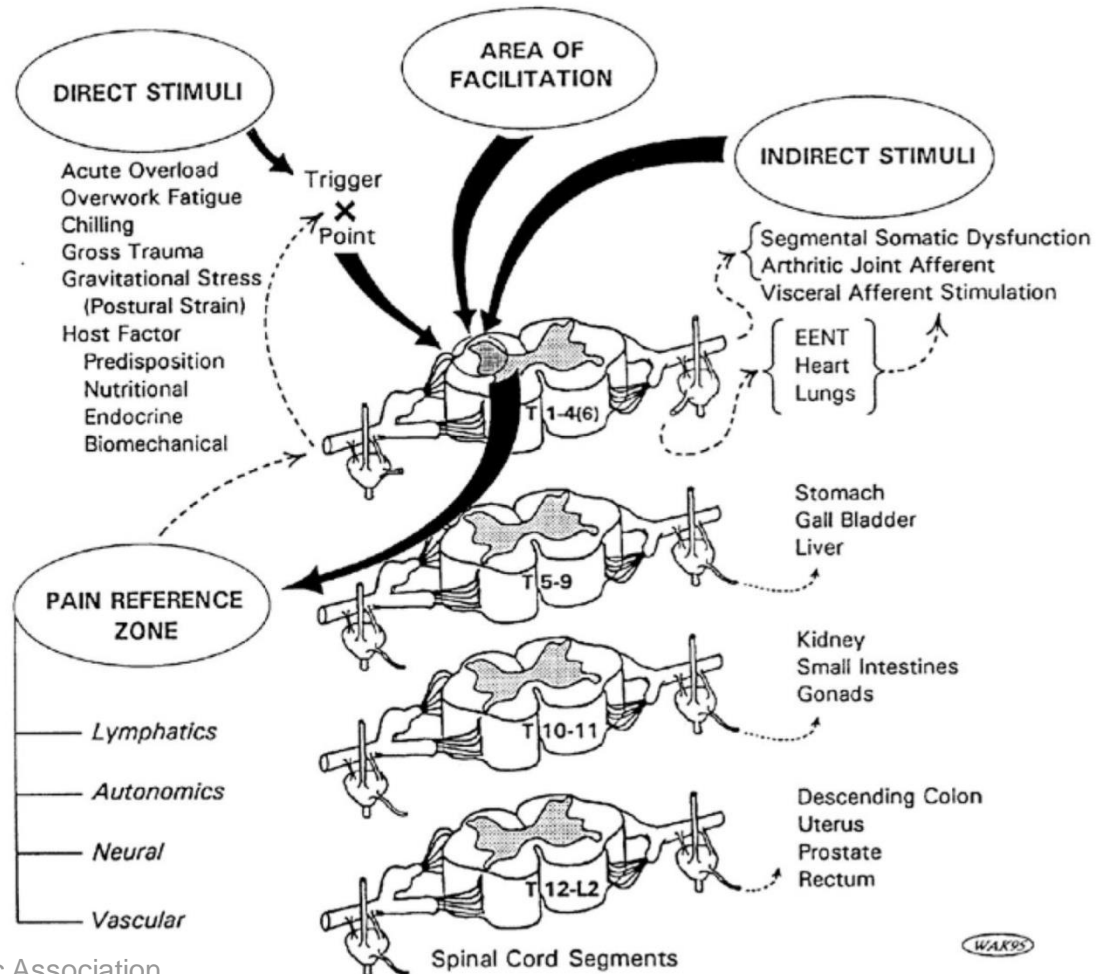 DIRECT STIMULI
Acute Overload
Overwork Fatigue
Chilling
Gross Trauma
Gravitational Stress
(Postural Strain)
Host Factor
Predisposition
Nutritional
Endocrine
Biomechanical
Trigger
Point
AREA OF
FACILITATION
INDIRECT STIMULI
Segmental Somatic Dysfunction
Arthritic Joint Afferent
Visceral Afferent Stimulation
EENT
Heart
Lungs
T 1-4(6)
Stomach
Gall Bladder
Liver
T 5-9
PAIN REFERENCE
ZONE
Lymphatics
Autonomics
Neural
Vascular
Kidney
Small Intestines
Gonads
T 10-11
Descending Colon
Uterus
Prostate
Rectum
T 12-L2
Spinal Cord Segments
WAK95
c Association